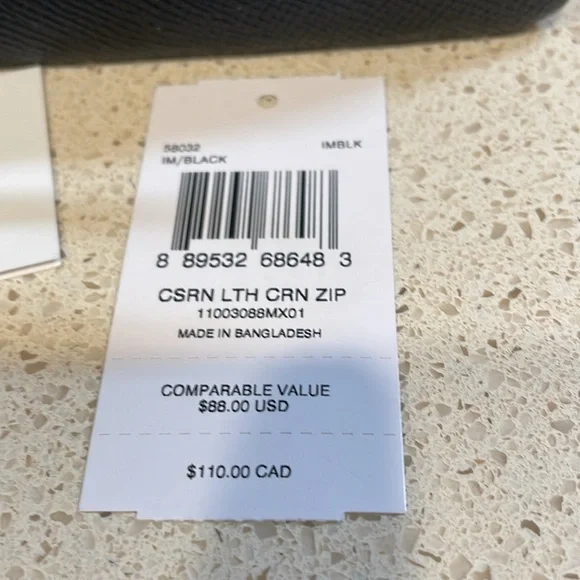 58032 IMBLK
IM/BLACK
8 89532 68648 3
CSRN LTH CRN ZIP
11003088MX01
MADE IN BANGLADESH
COMPARABLE VALUE
$88.00 USD
$110.00 CAD